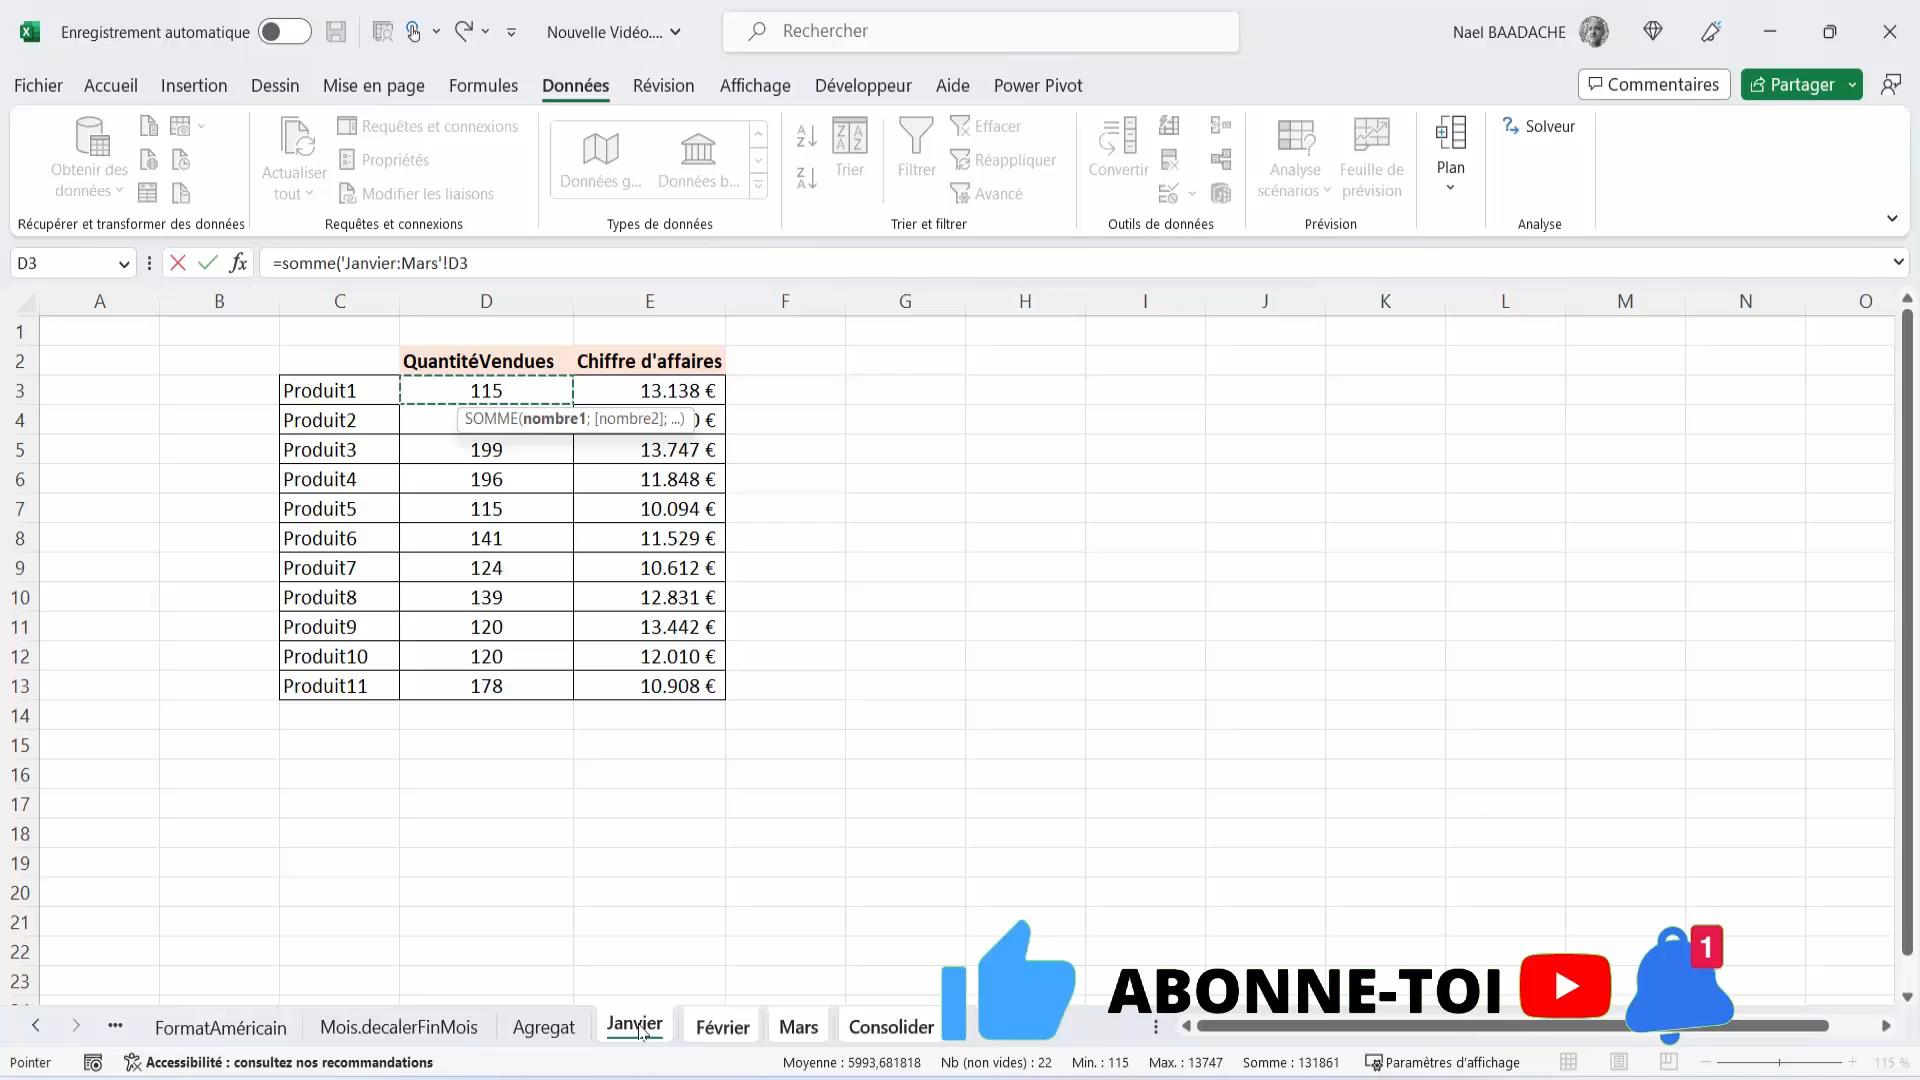 Enregistrement automatique
Nouvelle Vidéo....
Rechercher
Nael BAADACHE
Fichier Accueil Insertion Dessin Mise en page Formules Données Révision Affichage Développeur Aide Power Pivot
Commentaires
Partager
Obtenir des données
Récupérer et transformer des données
Actualiser tout
Requêtes et connexions
Propriétés
Modifier les liaisons
Requêtes et connexions
Données g...
Données b...
Types de données
Trier
Filtrer
Effacer
Réappliquer
Avancé
Trier et filtrer
Convertir
Outils de données
Analyse scénarios
Feuille de prévision
Prévision
Plan
Solveur
Analyse
D3
fx
=somme('Janvier:Mars'!D3
A B C D E F G H I J K L M N O
1
2 QuantitéVendues Chiffre d'affaires
3 Produit1 115 13.138 €
4 Produit2 €
SOMME(nombre1; [nombre2]; ...)
5 Produit3 199 13.747 €
6 Produit4 196 11.848 €
7 Produit5 115 10.094 €
8 Produit6 141 11.529 €
9 Produit7 124 10.612 €
10 Produit8 139 12.831 €
11 Produit9 120 13.442 €
12 Produit10 120 12.010 €
13 Produit11 178 10.908 €
14
15
16
17
18
19
20
21
22
23
ABONNE-TOI
1
FormatAméricain Mois.decalerFinMois Agregat Janvier Février Mars Consolider
Pointer
Accessibilité : consultez nos recommandations
Moyenne : 5993,681818 Nb (non vides) : 22 Min. : 115 Max. : 13747 Somme : 131861
Paramètres d'affichage
115 %